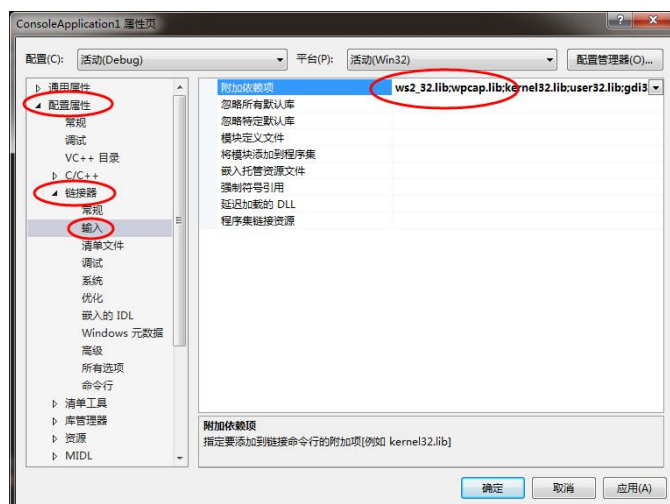 ConsoleApplication1 属性页
配置(C): 活动(Debug) 平台(P): 活动(Win32) 配置管理器(O)...
通用属性
配置属性
常规
调试
VC++ 目录
C/C++
链接器
常规
输入
清单文件
调试
系统
优化
嵌入的 IDL
Windows 元数据
高级
所有选项
命令行
清单工具
库管理器
资源
MIDL
附加依赖项 ws2_32.lib;wpcap.lib;kernel32.lib;user32.lib;gdi3
忽略所有默认库
忽略特定默认库
模块定义文件
将模块添加到程序集
嵌入托管资源文件
强制符号引用
延迟加载的 DLL
程序集链接资源
附加依赖项
指定要添加到链接命令行的附加项[例如 kernel32.lib]
确定 取消 应用(A)